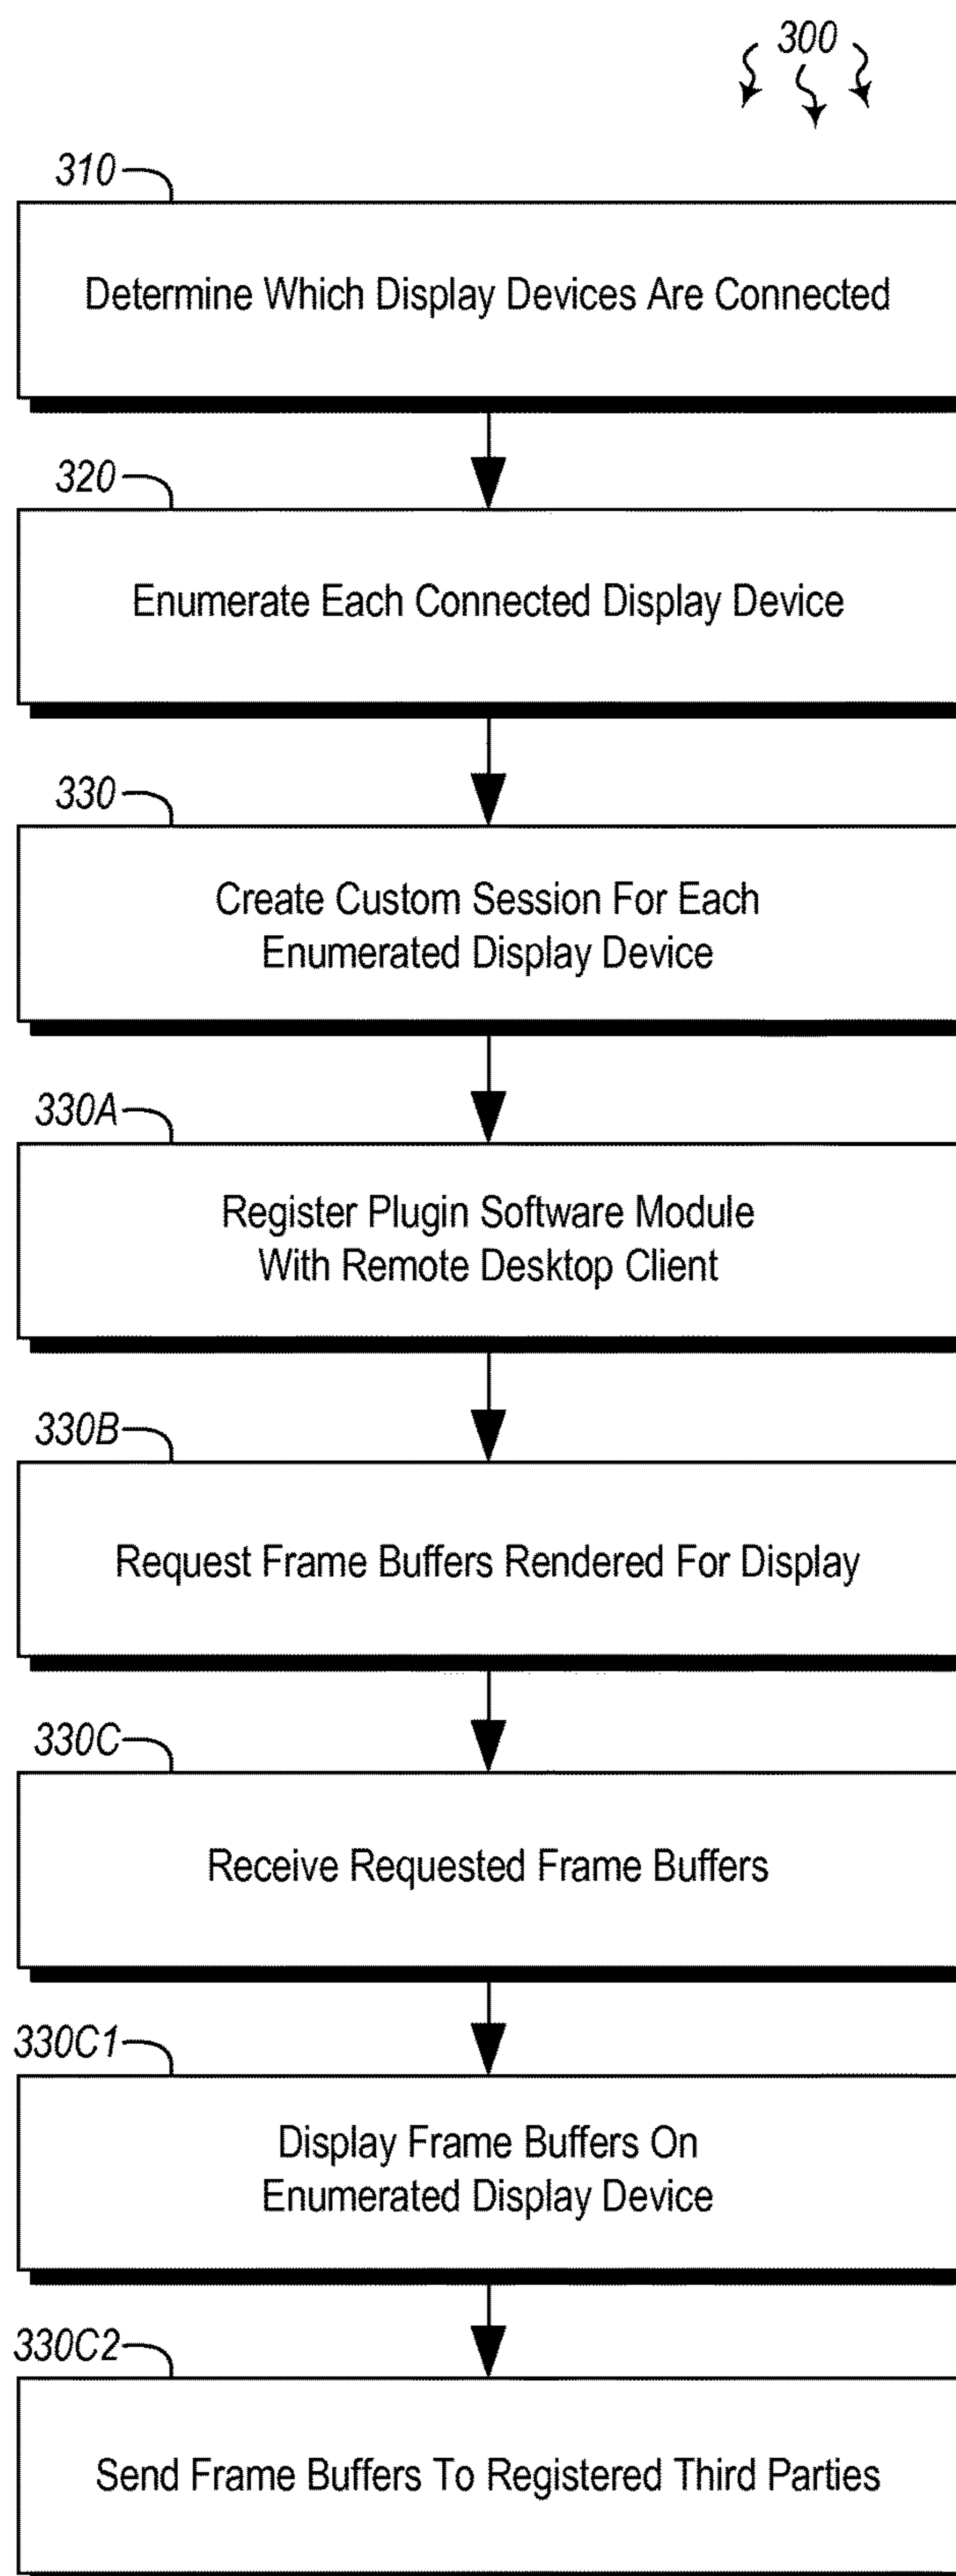 300
310
Determine Which Display Devices Are Connected
320
Enumerate Each Connected Display Device
330
Create Custom Session For Each
Enumerated Display Device
330A
Register Plugin Software Module
With Remote Desktop Client
330B
Request Frame Buffers Rendered For Display
330C
Receive Requested Frame Buffers
330C1
Display Frame Buffers On
Enumerated Display Device
330C2
Send Frame Buffers To Registered Third Parties